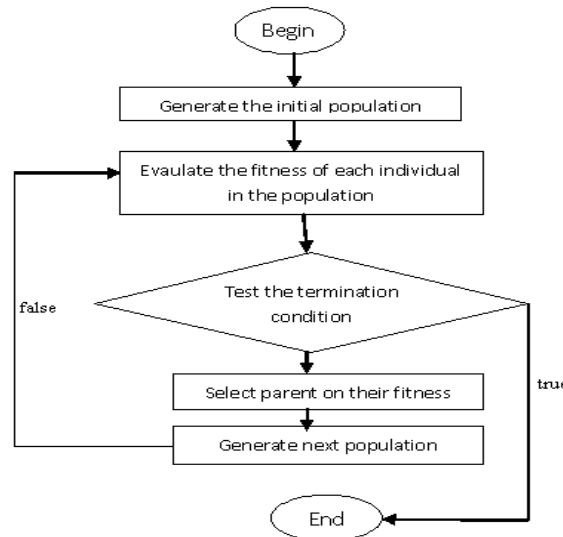 Begin
Generate the initial population
Evaulate the fitness of each individual
in the population
Test the termination
condition
false
true
Select parent on their fitness
Generate next population
End